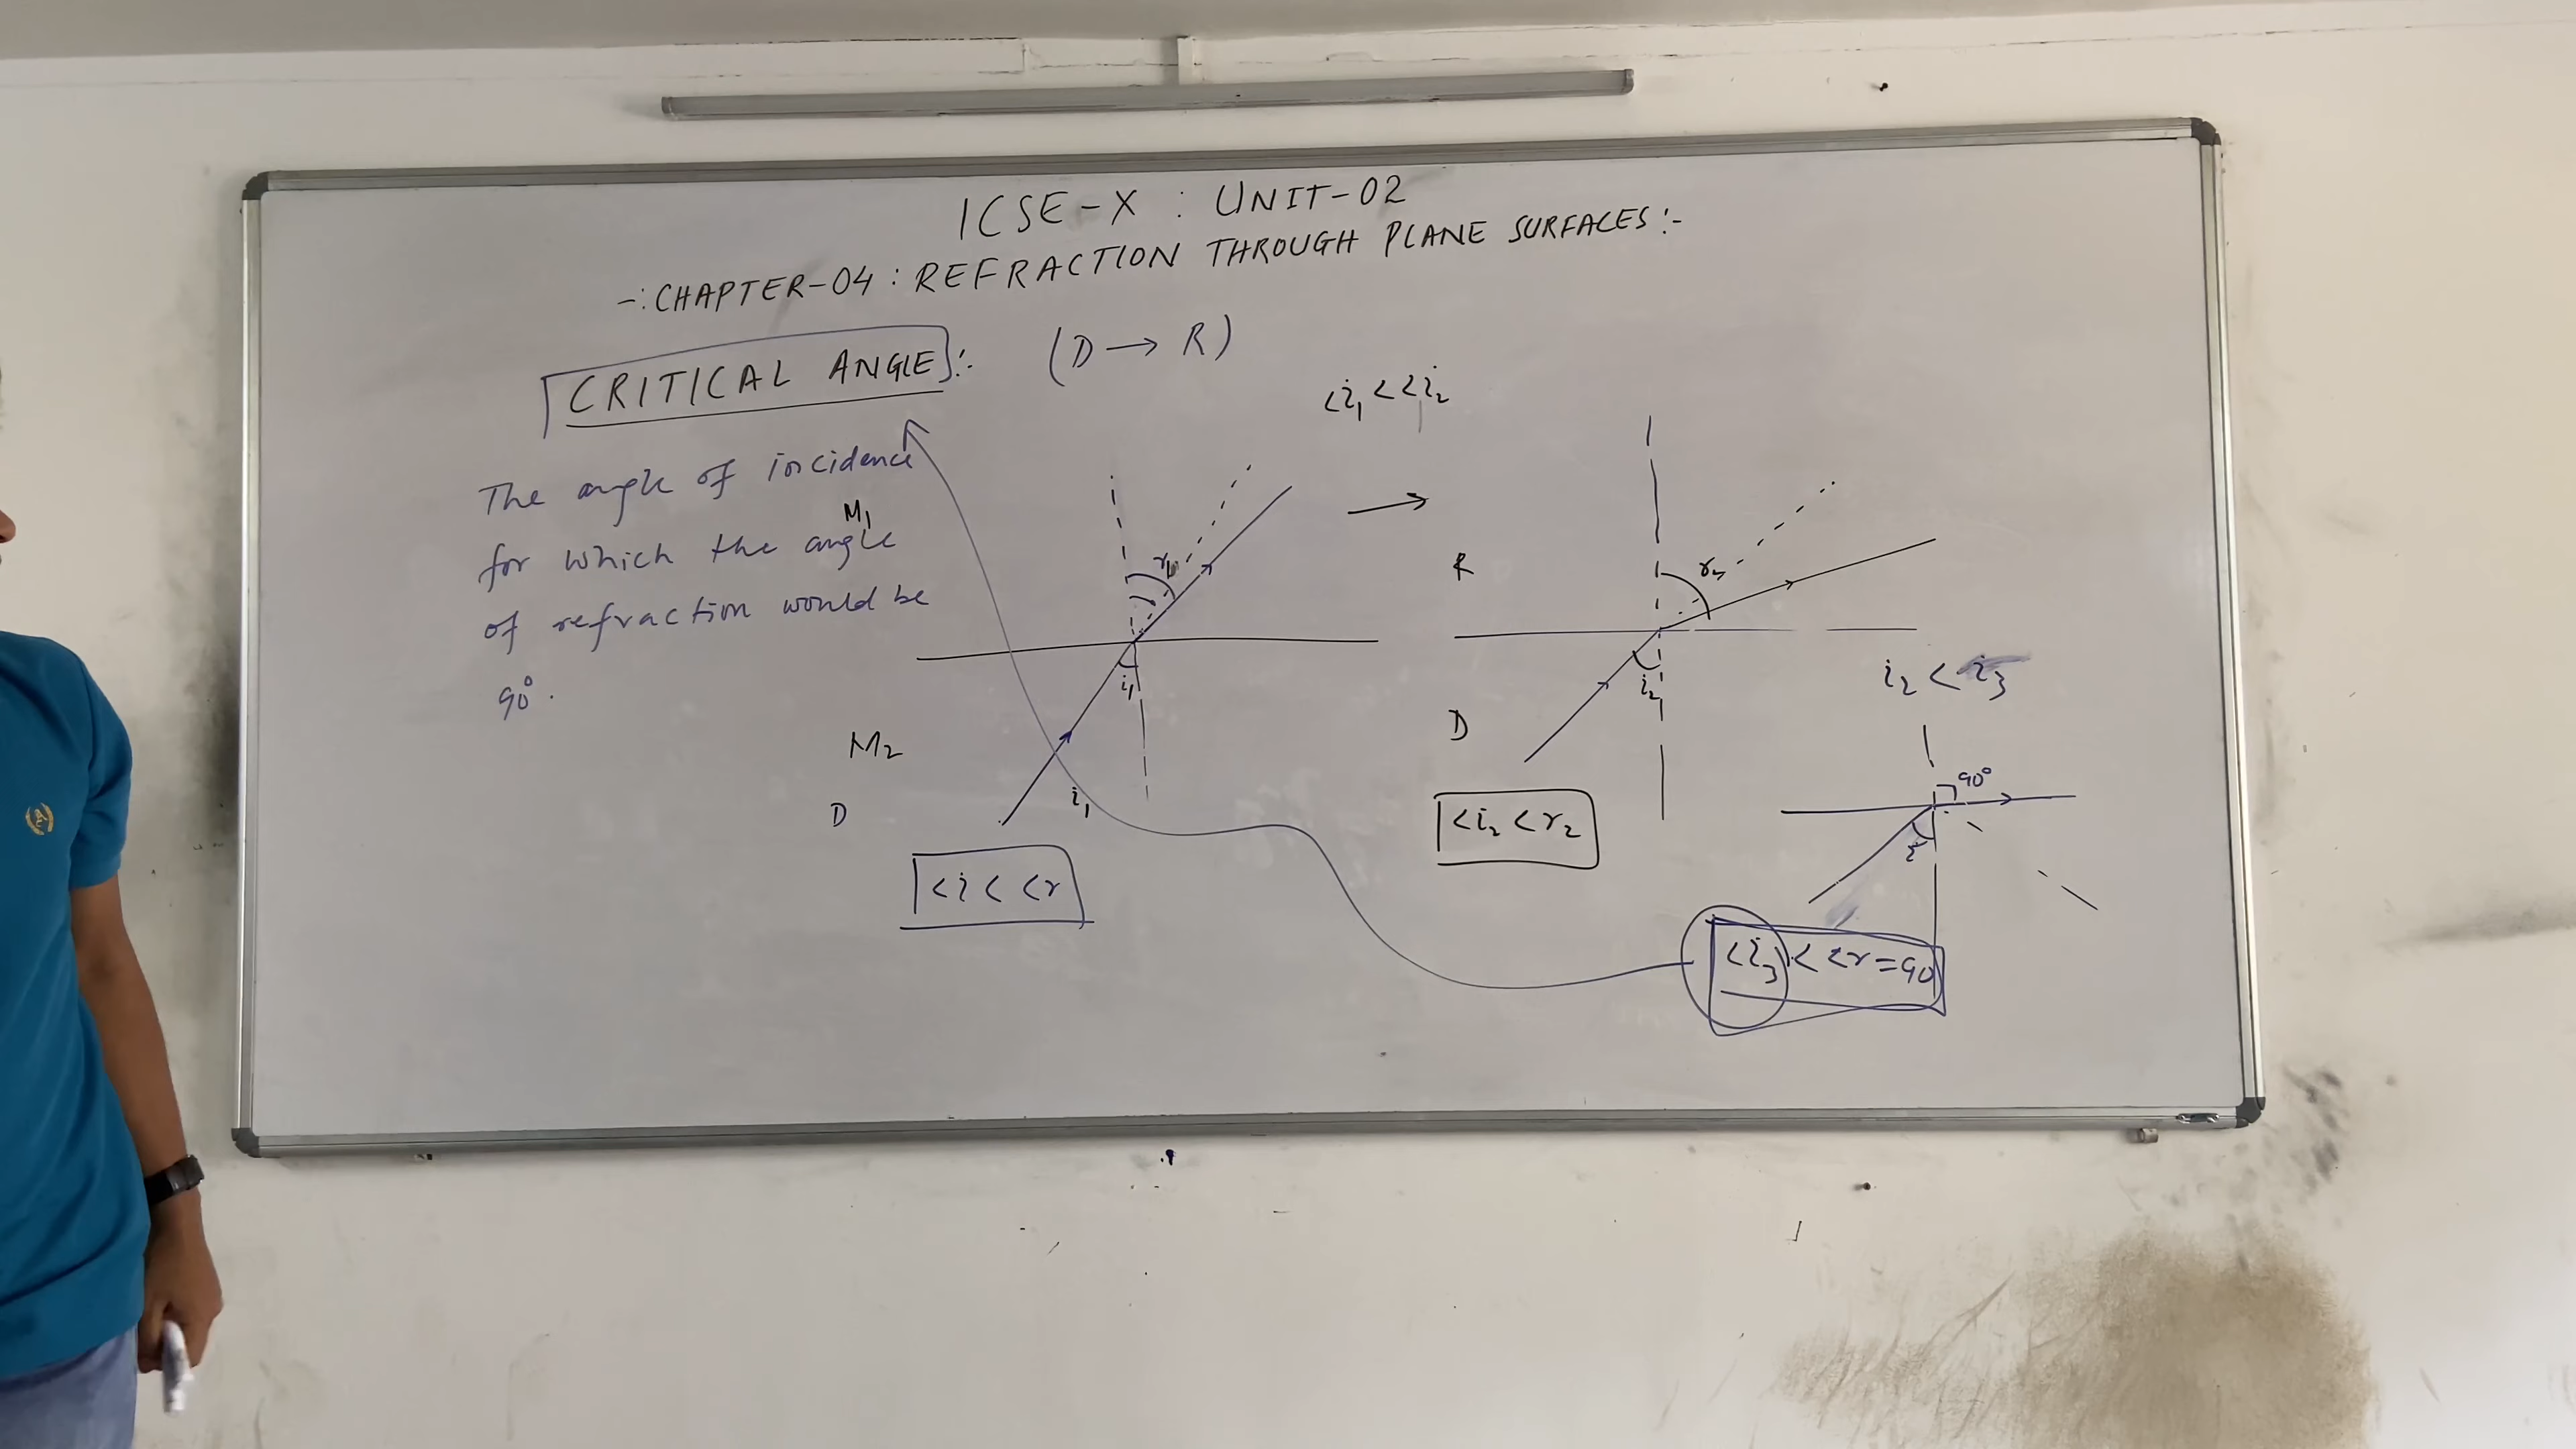 ICSE-X : UNIT-02
-:CHAPTER-04: REFRACTION THROUGH PLANE SURFACES:-
CRITICAL ANGLE:-
(D → R)
<i₁ < <i₂
The angle of incidence
for which the angle
of refraction would be
90°.
M₁
r₁
i₁
M₂
D
i₁
<i < <r
→
R
r₂
i₂
D
<i₂ < r₂
i₂ < i₃
90°
i
<i₃ < <r = 90